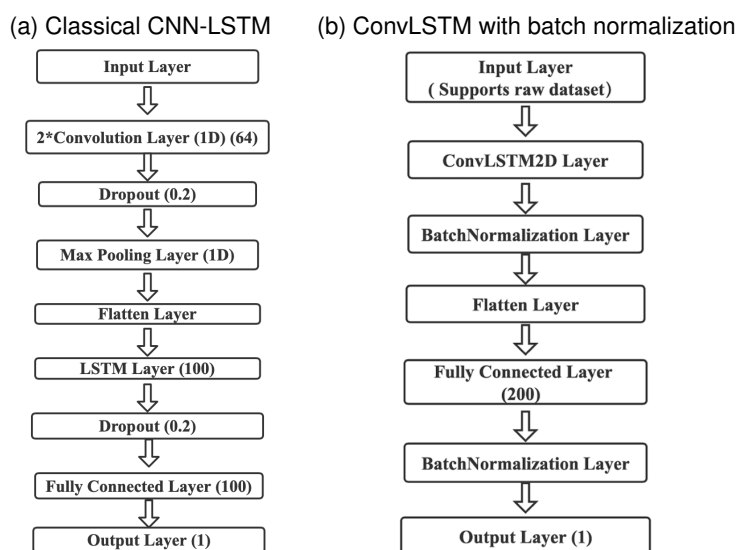 (a) Classical CNN-LSTM
Input Layer
2*Convolution Layer (1D) (64)
Dropout (0.2)
Max Pooling Layer (1D)
Flatten Layer
LSTM Layer (100)
Dropout (0.2)
Fully Connected Layer (100)
Output Layer (1)
(b) ConvLSTM with batch normalization
Input Layer
( Supports raw dataset)
ConvLSTM2D Layer
BatchNormalization Layer
Flatten Layer
Fully Connected Layer
(200)
BatchNormalization Layer
Output Layer (1)